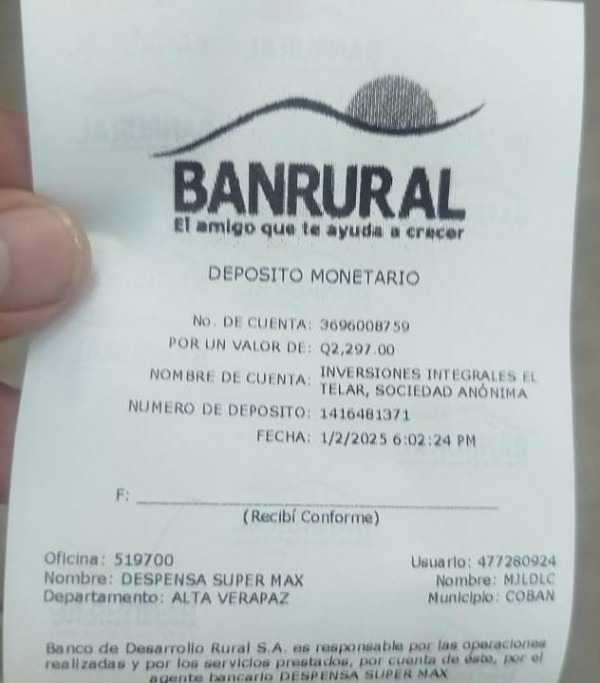 BANRURAL
El amigo que te ayuda a crecer
DEPOSITO MONETARIO
No. DE CUENTA: 3696008759
POR UN VALOR DE: Q2,297.00
NOMBRE DE CUENTA: INVERSIONES INTEGRALES EL
TELAR, SOCIEDAD ANÓNIMA
NUMERO DE DEPOSITO: 1416481371
FECHA: 1/2/2025 6:02:24 PM
F:
(Recibí Conforme)
Oficina: 519700 Usuario: 477280924
Nombre: DESPENSA SUPER MAX Nombre: MJLDLC
Departamento: ALTA VERAPAZ Municipio: COBAN
Banco de Desarrollo Rural S.A. es responsable por las operaciones
realizadas y por los servicios prestados, por cuenta de éste, por el
agente bancario DESPENSA SUPER MAX